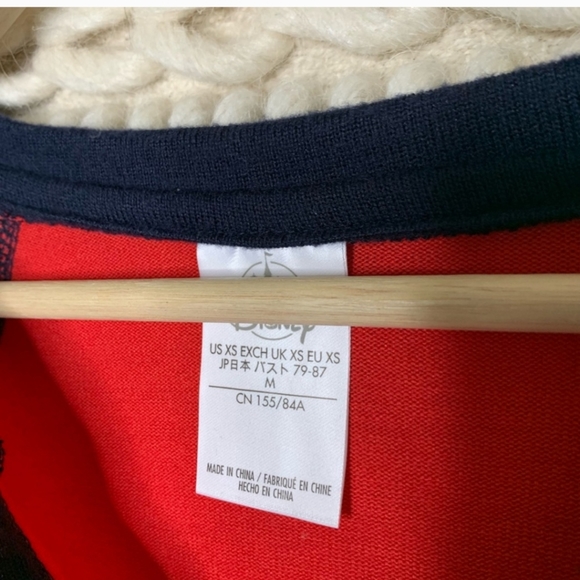 Disney
US XS EXCH UK XS EU XS
JP日本 バスト 79-87
M
CN 155/84A
MADE IN CHINA / FABRIQUÉ EN CHINE
HECHO EN CHINA